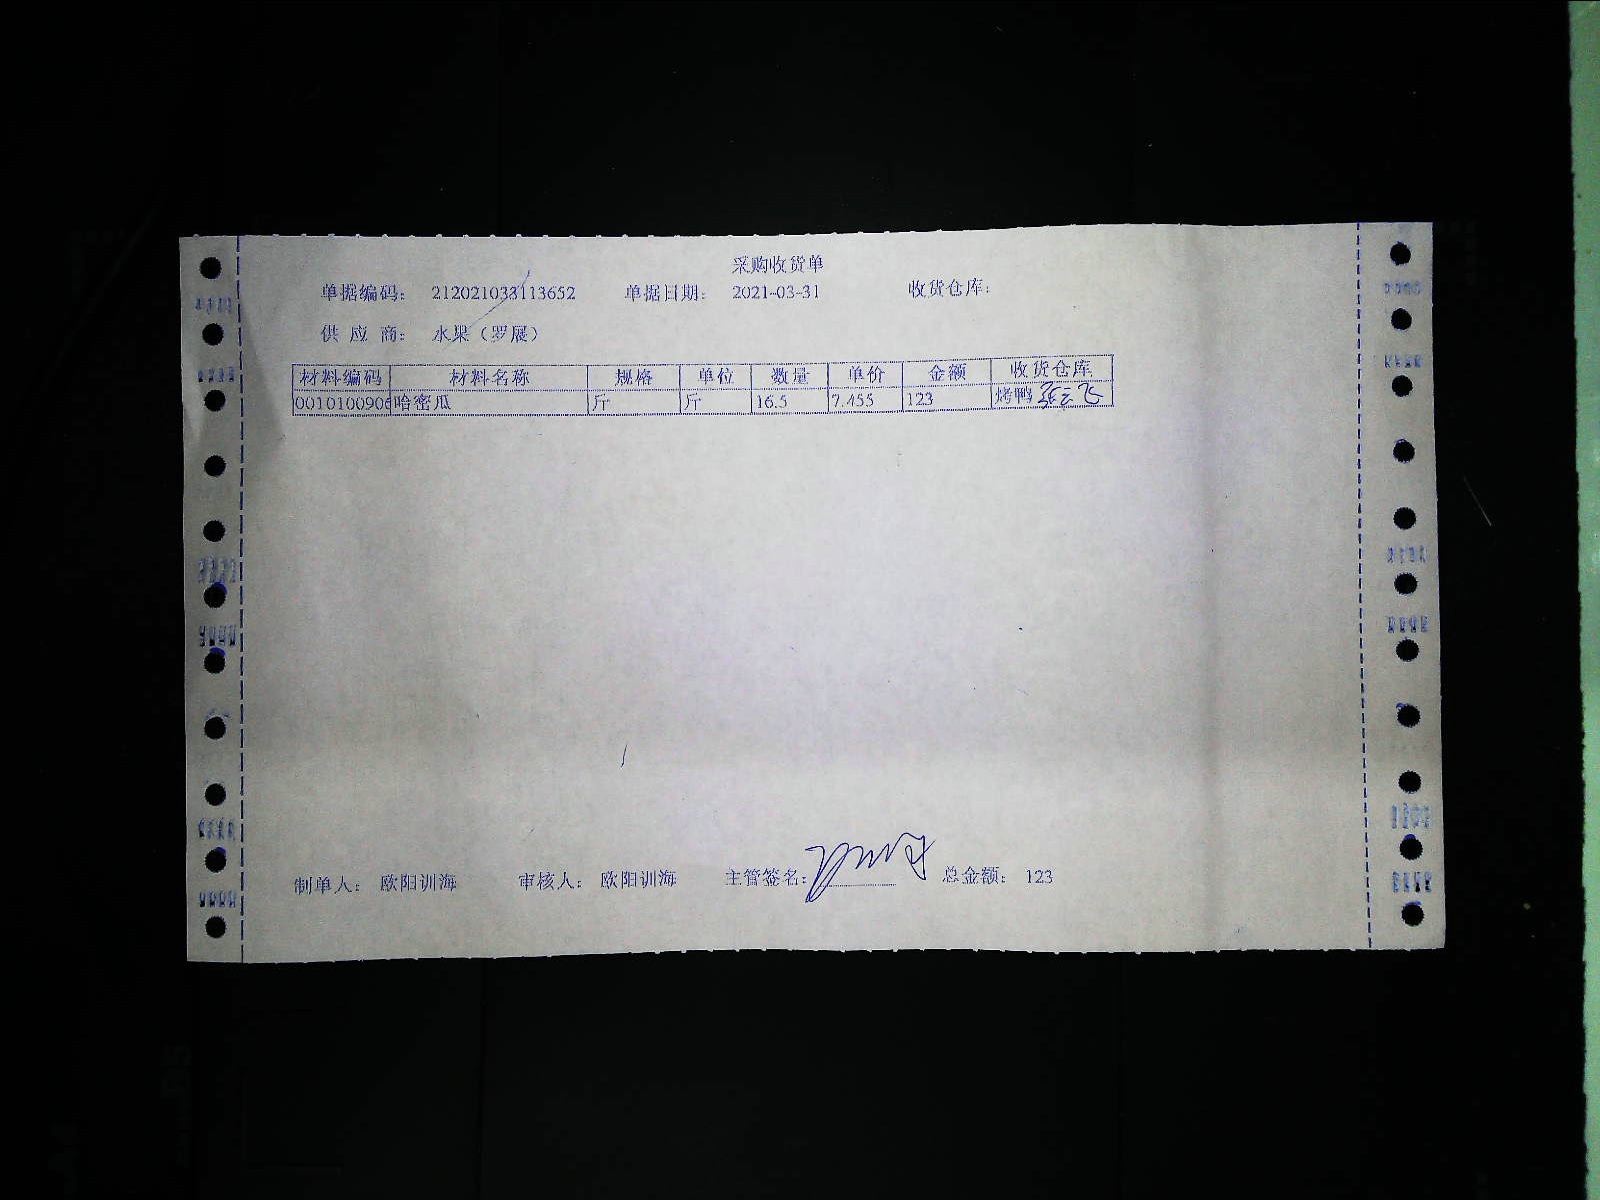 采购收货单
单据编码: 212021033113652 单据日期: 2021-03-31 收货仓库:
供 应 商: 水果（罗展）
材料编码 材料名称 规格 单位 数量 单价 金额 收货仓库
0010100906 哈密瓜 斤 斤 16.5 7.455 123 烤鸭
制单人: 欧阳训海 审核人: 欧阳训海 主管签名: 总金额: 123